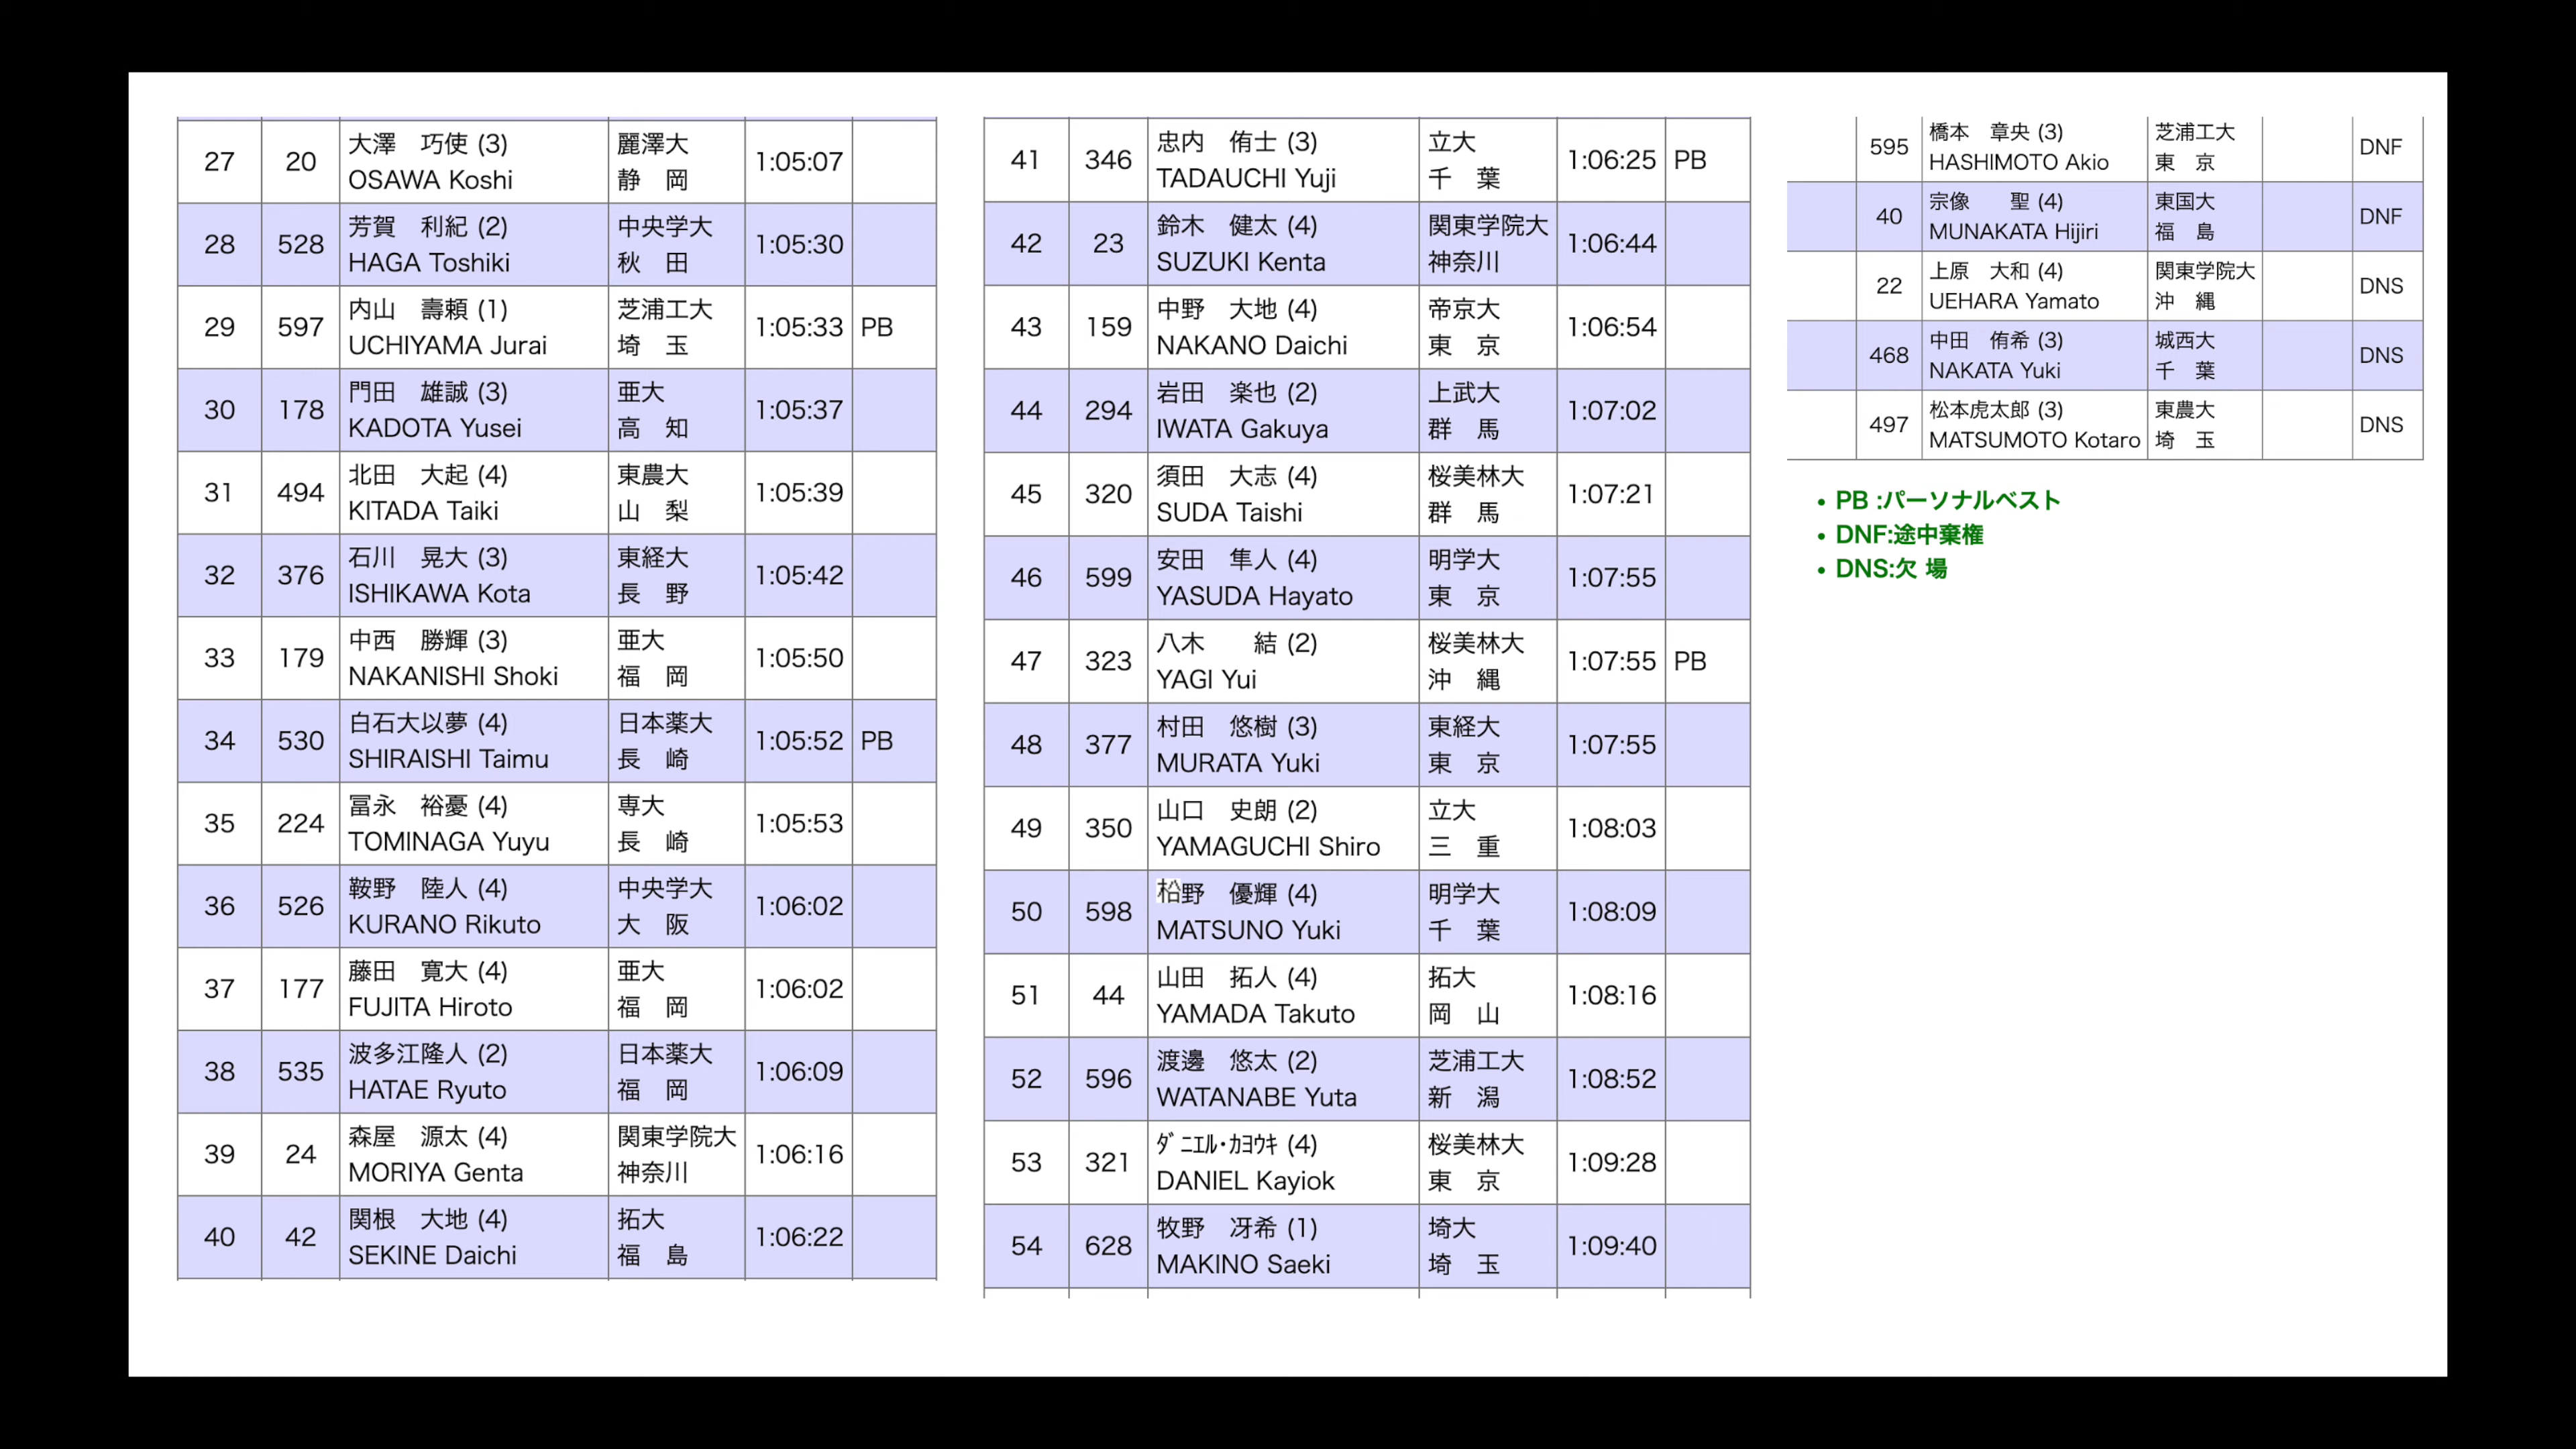 27 20 大澤 巧使 (3) 麗澤大 1:05:07
OSAWA Koshi 静 岡
28 528 芳賀 利紀 (2) 中央学大 1:05:30
HAGA Toshiki 秋 田
29 597 内山 壽頼 (1) 芝浦工大 1:05:33 PB
UCHIYAMA Jurai 埼 玉
30 178 門田 雄誠 (3) 亜大 1:05:37
KADOTA Yusei 高 知
31 494 北田 大起 (4) 東農大 1:05:39
KITADA Taiki 山 梨
32 376 石川 晃大 (3) 東経大 1:05:42
ISHIKAWA Kota 長 野
33 179 中西 勝輝 (3) 亜大 1:05:50
NAKANISHI Shoki 福 岡
34 530 白石大以夢 (4) 日本薬大 1:05:52 PB
SHIRAISHI Taimu 長 崎
35 224 冨永 裕憂 (4) 専大 1:05:53
TOMINAGA Yuyu 長 崎
36 526 鞍野 陸人 (4) 中央学大 1:06:02
KURANO Rikuto 大 阪
37 177 藤田 寛大 (4) 亜大 1:06:02
FUJITA Hiroto 福 岡
38 535 波多江隆人 (2) 日本薬大 1:06:09
HATAE Ryuto 福 岡
39 24 森屋 源太 (4) 関東学院大 1:06:16
MORIYA Genta 神奈川
40 42 関根 大地 (4) 拓大 1:06:22
SEKINE Daichi 福 島
41 346 忠内 侑士 (3) 立大 1:06:25 PB
TADAUCHI Yuji 千 葉
42 23 鈴木 健太 (4) 関東学院大 1:06:44
SUZUKI Kenta 神奈川
43 159 中野 大地 (4) 帝京大 1:06:54
NAKANO Daichi 東 京
44 294 岩田 楽也 (2) 上武大 1:07:02
IWATA Gakuya 群 馬
45 320 須田 大志 (4) 桜美林大 1:07:21
SUDA Taishi 群 馬
46 599 安田 隼人 (4) 明学大 1:07:55
YASUDA Hayato 東 京
47 323 八木 結 (2) 桜美林大 1:07:55 PB
YAGI Yui 沖 縄
48 377 村田 悠樹 (3) 東経大 1:07:55
MURATA Yuki 東 京
49 350 山口 史朗 (2) 立大 1:08:03
YAMAGUCHI Shiro 三 重
50 598 枩野 優輝 (4) 明学大 1:08:09
MATSUNO Yuki 千 葉
51 44 山田 拓人 (4) 拓大 1:08:16
YAMADA Takuto 岡 山
52 596 渡邊 悠太 (2) 芝浦工大 1:08:52
WATANABE Yuta 新 潟
53 321 ﾀﾞﾆｴﾙ･ｶﾖｳｷ (4) 桜美林大 1:09:28
DANIEL Kayiok 東 京
54 628 牧野 冴希 (1) 埼大 1:09:40
MAKINO Saeki 埼 玉
595 橋本 章央 (3) 芝浦工大 DNF
HASHIMOTO Akio 東 京
40 宗像 聖 (4) 東国大 DNF
MUNAKATA Hijiri 福 島
22 上原 大和 (4) 関東学院大 DNS
UEHARA Yamato 沖 縄
468 中田 侑希 (3) 城西大 DNS
NAKATA Yuki 千 葉
497 松本虎太郎 (3) 東農大 DNS
MATSUMOTO Kotaro 埼 玉
• PB :パーソナルベスト
• DNF:途中棄権
• DNS:欠 場